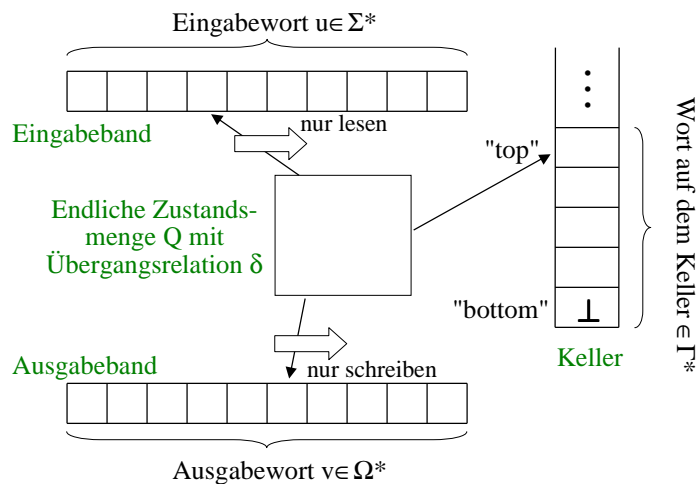 Eingabewort u∈Σ*
nur lesen
Eingabeband
"top"
Endliche Zustands-
menge Q mit
Übergangsrelation δ
"bottom"
⊥
Wort auf dem Keller ∈ Γ*
Keller
Ausgabeband
nur schreiben
Ausgabewort v∈Ω*